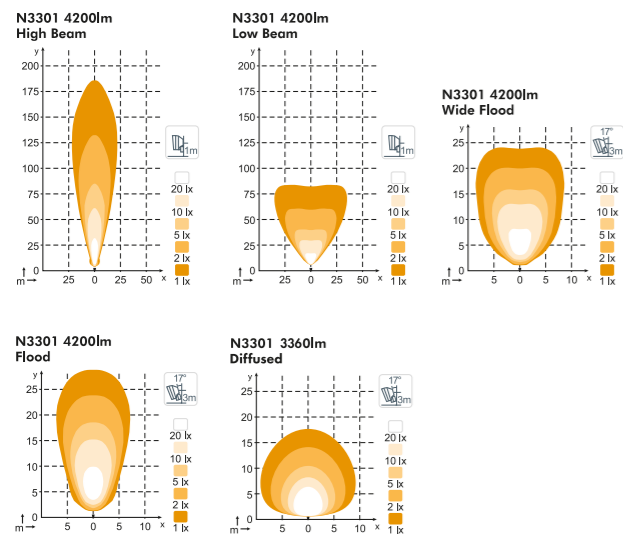 N3301 4200lm
High Beam
y
200
175
150
125
100
75
50
25
0
m
25 0 25 50 x
1m
20 lx
10 lx
5 lx
2 lx
1 lx
N3301 4200lm
Low Beam
y
200
175
150
125
100
75
50
25
0
m
25 0 25 50 x
1m
20 lx
10 lx
5 lx
2 lx
1 lx
N3301 4200lm
Wide Flood
y
25
20
15
10
5
0
m
5 0 5 10 x
17°
3m
20 lx
10 lx
5 lx
2 lx
1 lx
N3301 4200lm
Flood
y
25
20
15
10
5
0
m
5 0 5 10 x
17°
3m
20 lx
10 lx
5 lx
2 lx
1 lx
N3301 3360lm
Diffused
y
25
20
15
10
5
0
m
5 0 5 10 x
17°
3m
20 lx
10 lx
5 lx
2 lx
1 lx